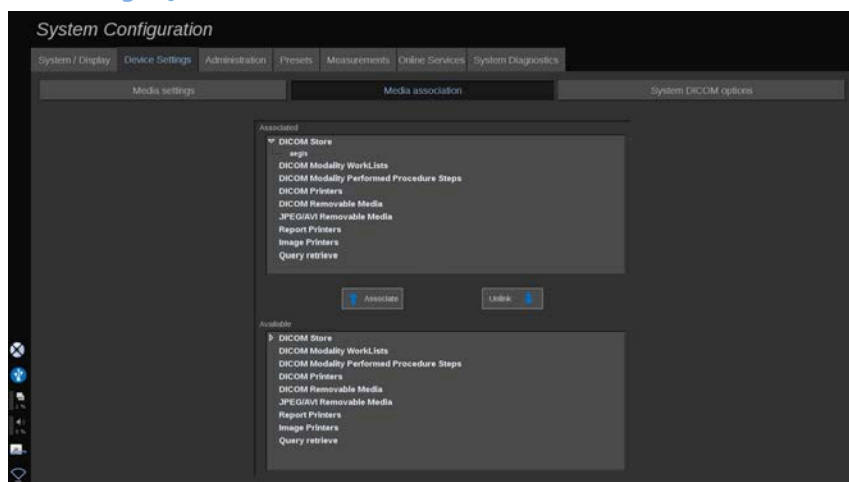 System Configuration
System / Display Device Settings Administration Presets Measurements Online Services System Diagnostics
Media settings Media association System DICOM options
Associated
DICOM Store
aegis
DICOM Modality WorkLists
DICOM Modality Performed Procedure Steps
DICOM Printers
DICOM Removable Media
JPEG/AVI Removable Media
Report Printers
Image Printers
Query retrieve
Associate Unlink
Available
DICOM Store
DICOM Modality WorkLists
DICOM Modality Performed Procedure Steps
DICOM Printers
DICOM Removable Media
JPEG/AVI Removable Media
Report Printers
Image Printers
Query retrieve